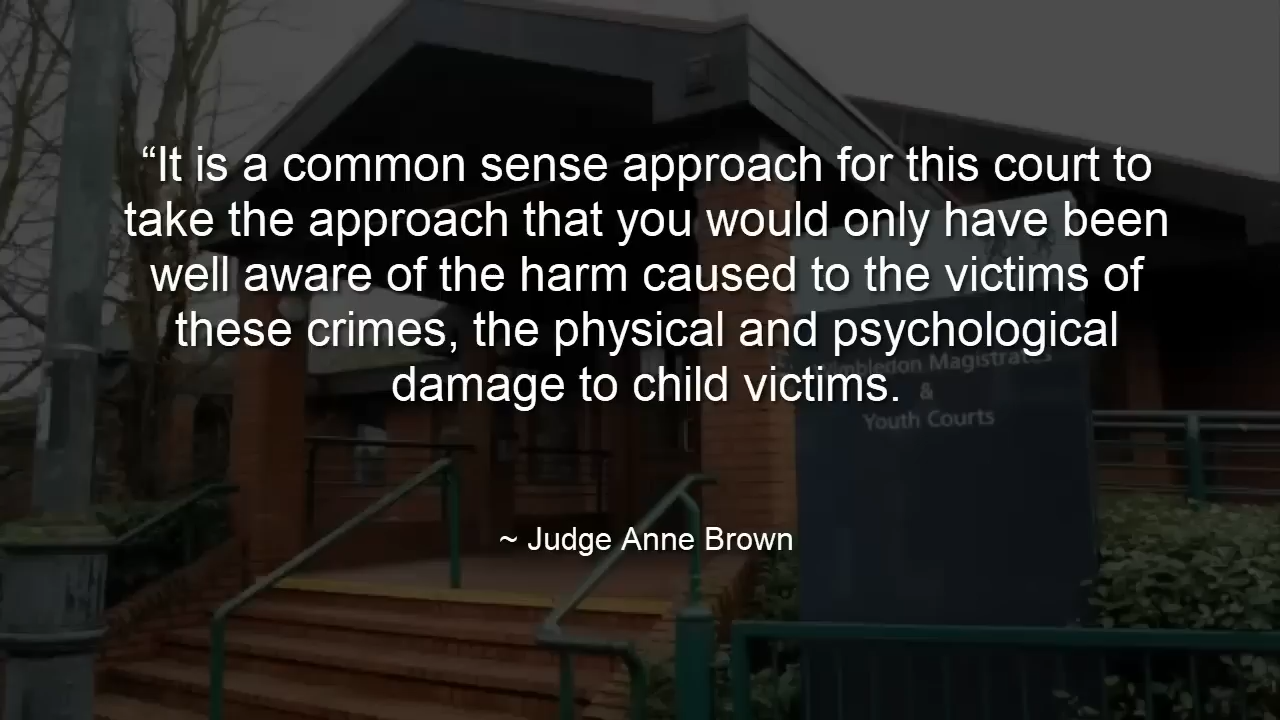 “It is a common sense approach for this court to
take the approach that you would only have been
well aware of the harm caused to the victims of
these crimes, the physical and psychological
damage to child victims.
Wimbledon Magistrates
&
Youth Courts
~ Judge Anne Brown